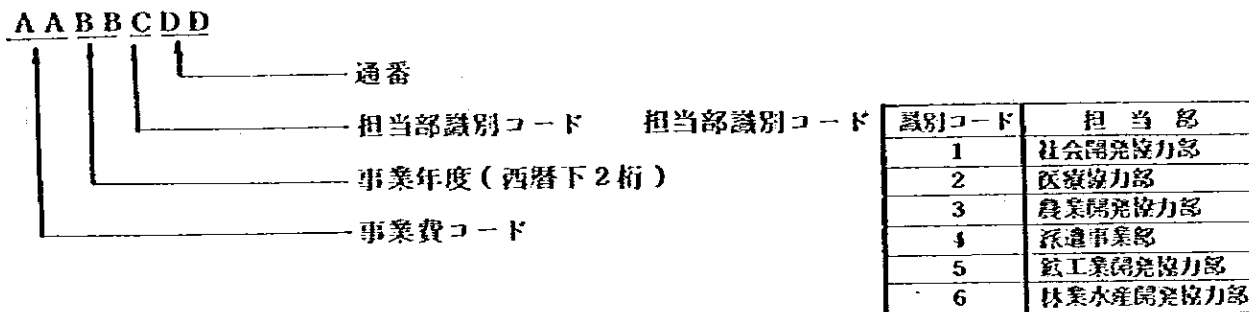 AABBCDD
通番
担当部識別コード
事業年度(西暦下2桁)
事業費コード
担当部識別コード
識別コード 担当部
1 社会開発協力部
2 医療協力部
3 農業開発協力部
4 派遣事業部
5 鉱工業開発協力部
6 林業水産開発協力部